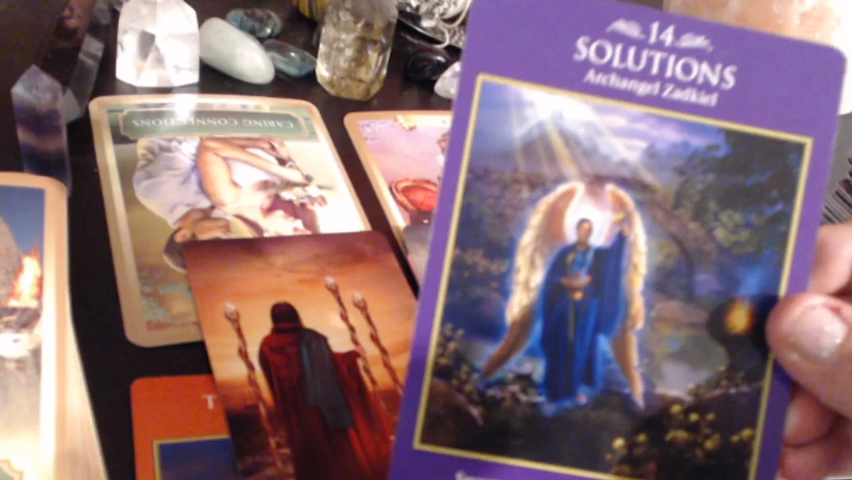 14
SOLUTIONS
Archangel Zadkiel
CARING CONNECTIONS
T